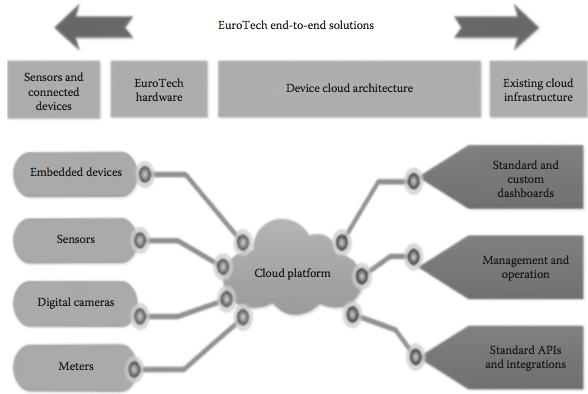 EuroTech end-to-end solutions
Sensors and
connected
devices
EuroTech
hardware
Device cloud architecture
Existing cloud
infrastructure
Embedded devices
Sensors
Digital cameras
Meters
Cloud platform
Standard and
custom
dashboards
Management and
operation
Standard APIs
and integrations